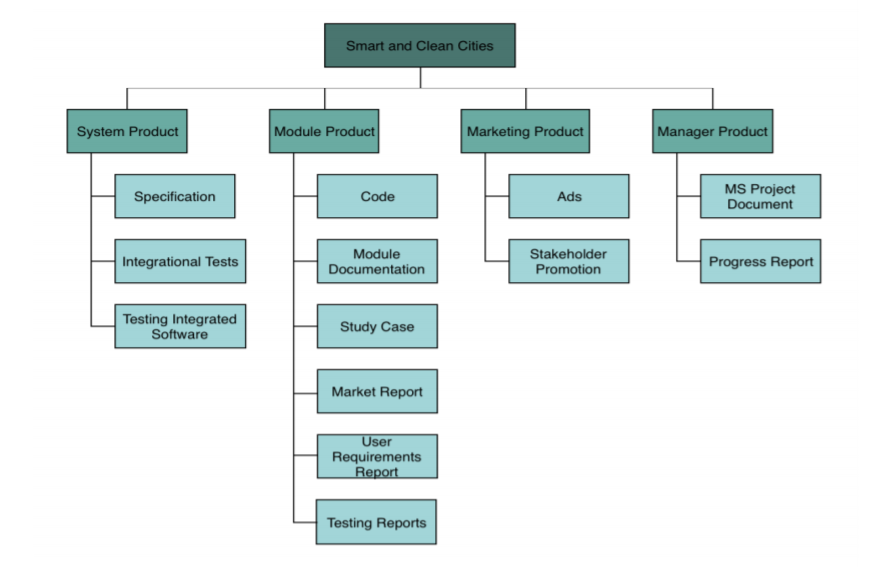 Smart and Clean Cities
System Product
Module Product
Marketing Product
Manager Product
Specification
Integrational Tests
Testing Integrated
Software
Code
Module
Documentation
Study Case
Market Report
User
Requirements
Report
Testing Reports
Ads
Stakeholder
Promotion
MS Project
Document
Progress Report